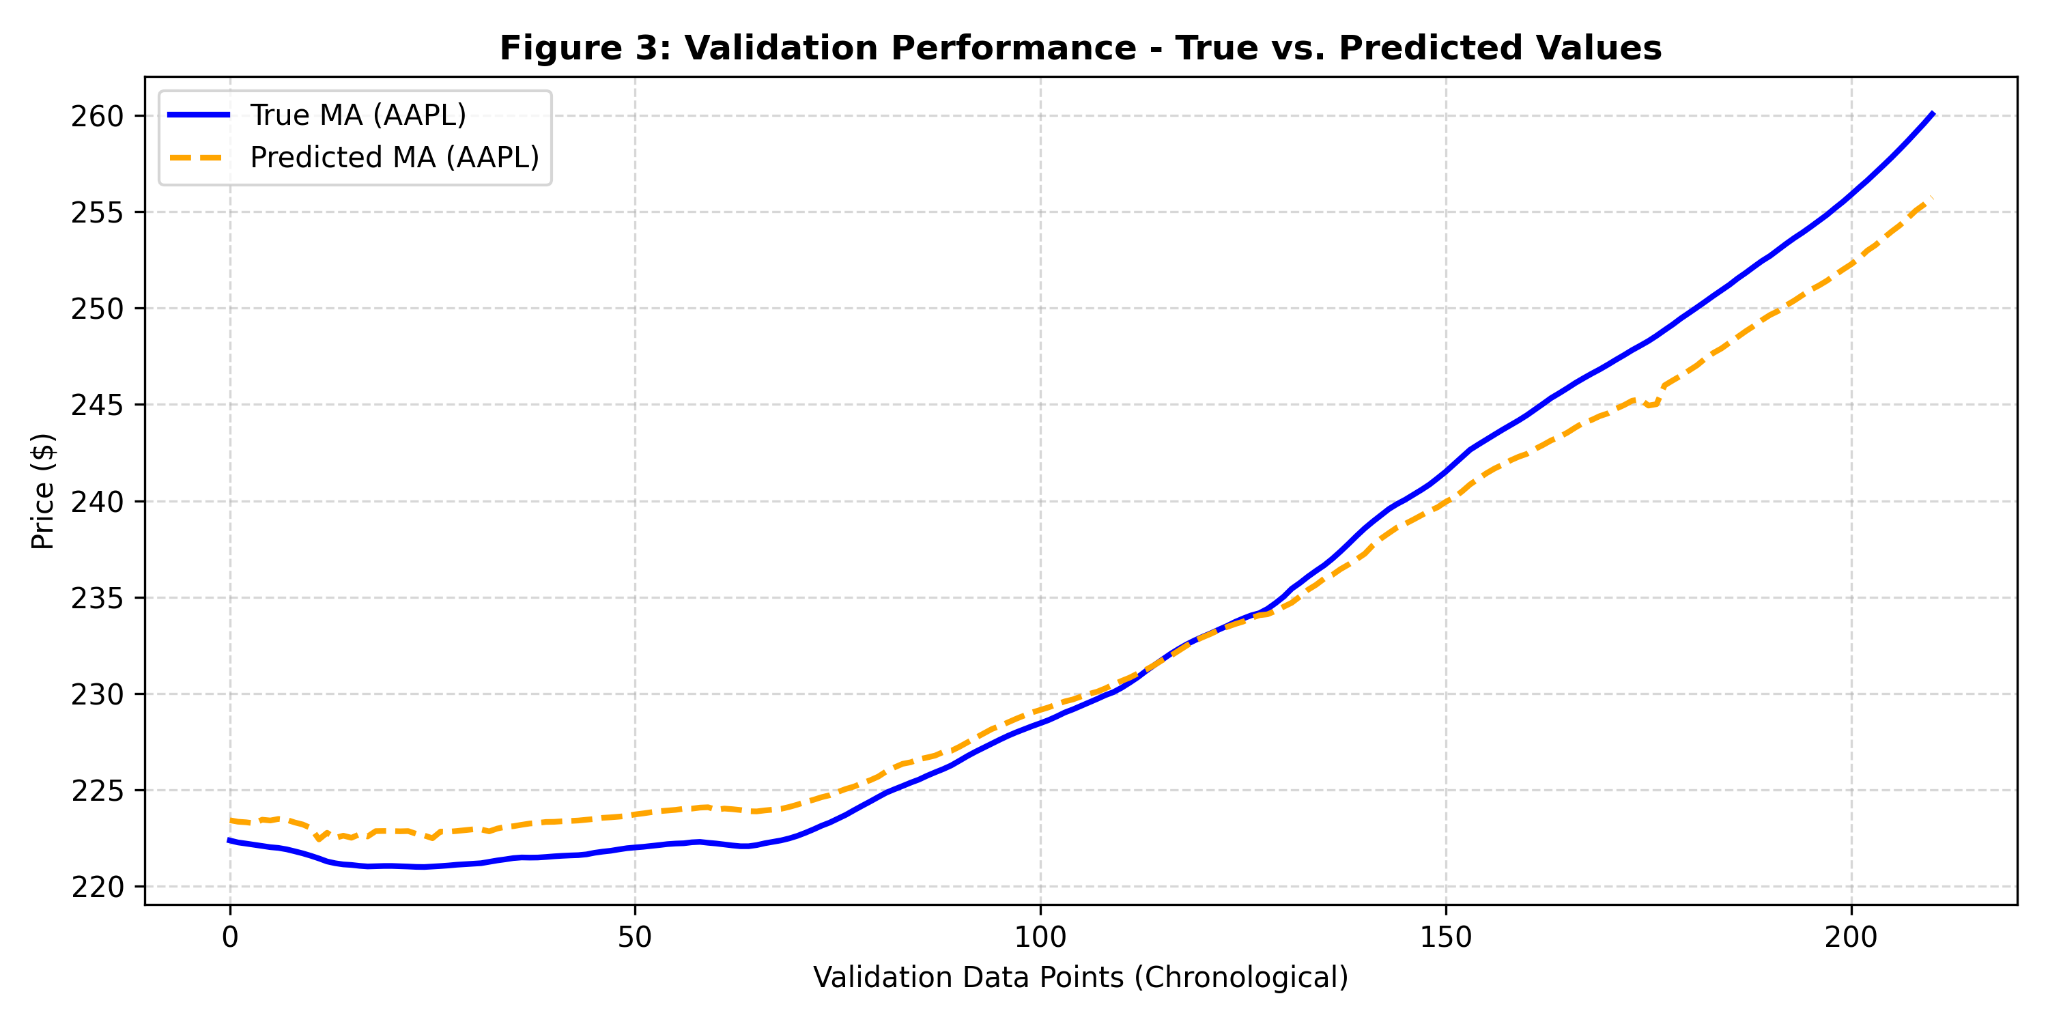 Figure 3: Validation Performance - True vs. Predicted Values
True MA (AAPL)
Predicted MA (AAPL)
260
255
250
245
240
235
230
225
220
Price ($)
0 50 100 150 200
Validation Data Points (Chronological)